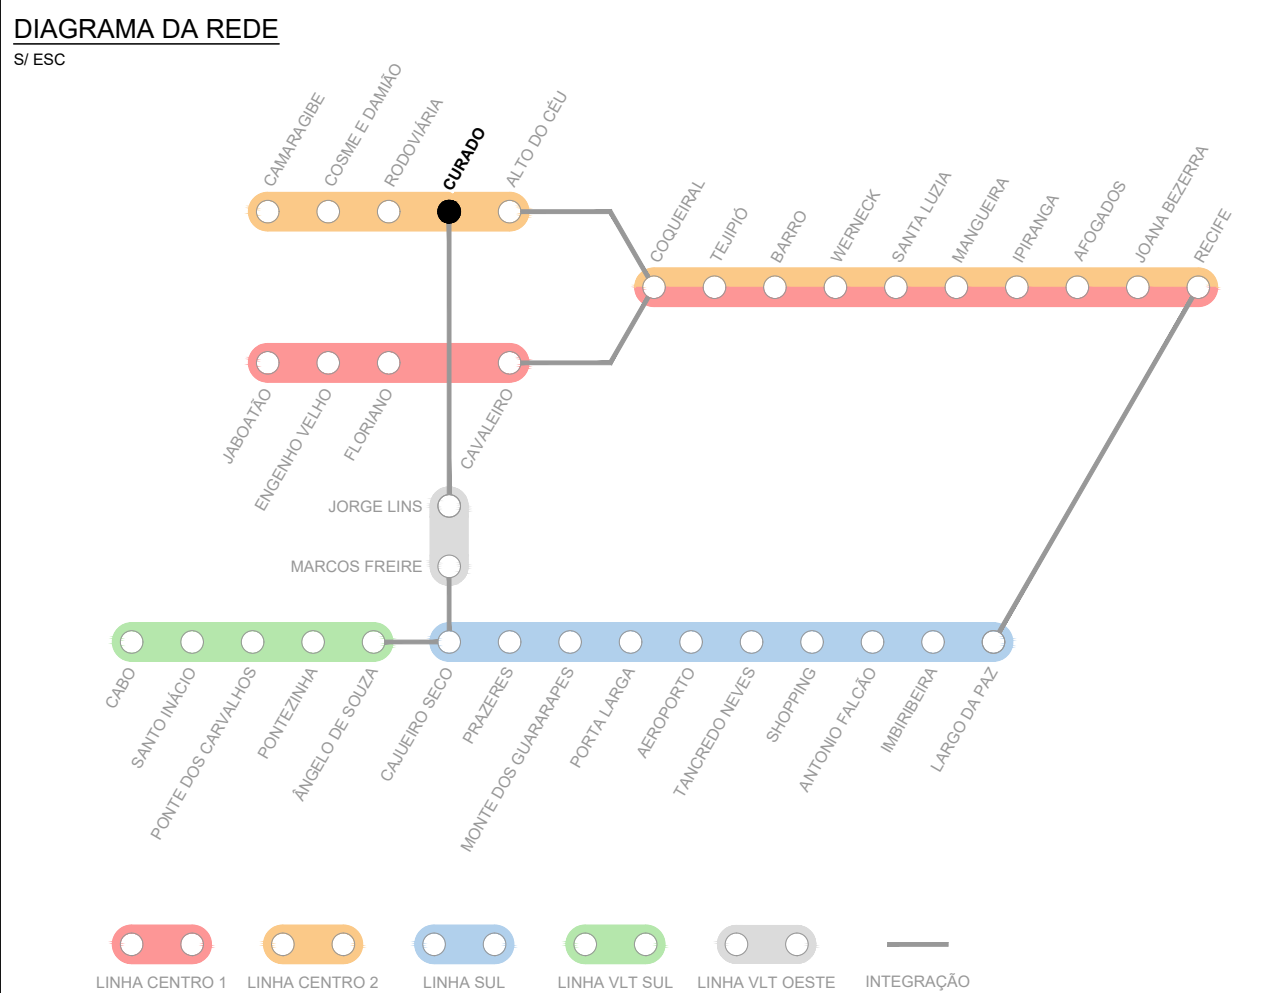 DIAGRAMA DA REDE
S/ ESC
CAMARAGIBE
COSME E DAMIÃO
RODOVIÁRIA
CURADO
ALTO DO CÉU
COQUEIRAL
TEJIPIÓ
BARRO
WERNECK
SANTA LUZIA
MANGUEIRA
IPIRANGA
AFOGADOS
JOANA BEZERRA
RECIFE
JABOATÃO
ENGENHO VELHO
FLORIANO
CAVALEIRO
JORGE LINS
MARCOS FREIRE
CABO
SANTO INÁCIO
PONTE DOS CARVALHOS
PONTEZINHA
ÂNGELO DE SOUZA
CAJUEIRO SECO
PRAZERES
MONTE DOS GUARARAPES
PORTA LARGA
AEROPORTO
TANCREDO NEVES
SHOPPING
ANTONIO FALCÃO
IMBIRIBEIRA
LARGO DA PAZ
LINHA CENTRO 1
LINHA CENTRO 2
LINHA SUL
LINHA VLT SUL
LINHA VLT OESTE
INTEGRAÇÃO